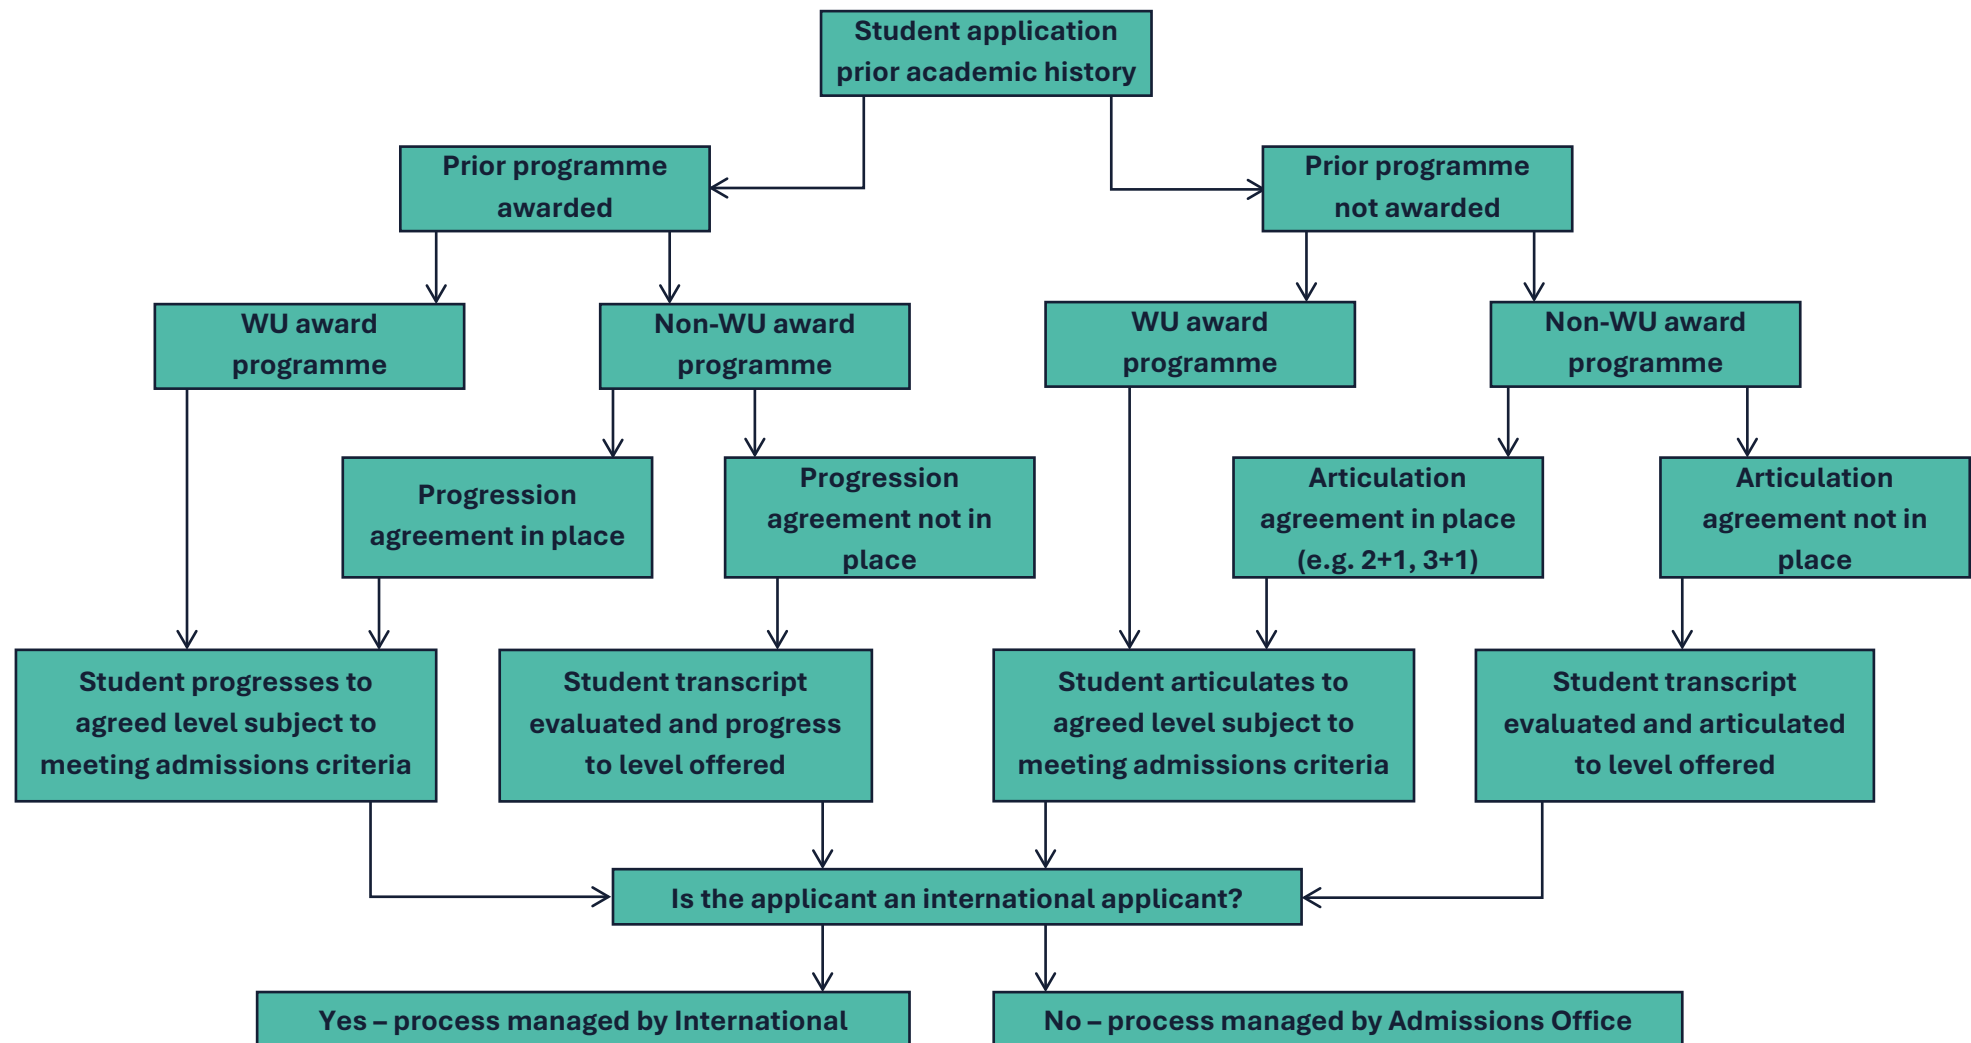 Student application
prior academic history
Prior programme
awarded
Prior programme
not awarded
WU award
programme
Non-WU award
programme
WU award
programme
Non-WU award
programme
Progression
agreement in place
Progression
agreement not in
place
Articulation
agreement in place
(e.g. 2+1, 3+1)
Articulation
agreement not in
place
Student progresses to
agreed level subject to
meeting admissions criteria
Student transcript
evaluated and progress
to level offered
Student articulates to
agreed level subject to
meeting admissions criteria
Student transcript
evaluated and articulated
to level offered
Is the applicant an international applicant?
Yes – process managed by International
No – process managed by Admissions Office